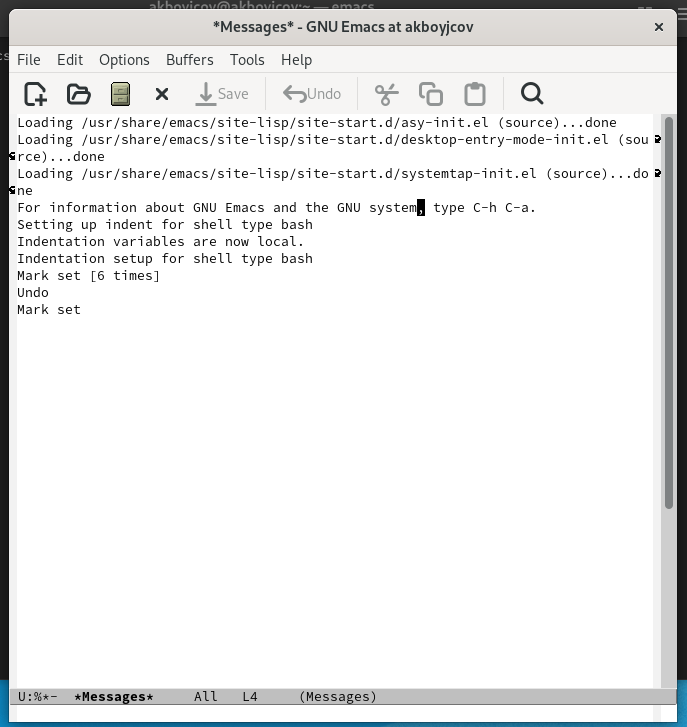 *Messages* - GNU Emacs at akboyjcov
File Edit Options Buffers Tools Help
Save Undo
Loading /usr/share/emacs/site-lisp/site-start.d/asy-init.el (source)...done
Loading /usr/share/emacs/site-lisp/site-start.d/desktop-entry-mode-init.el (sou
rce)...done
Loading /usr/share/emacs/site-lisp/site-start.d/systemtap-init.el (source)...do
ne
For information about GNU Emacs and the GNU system, type C-h C-a.
Setting up indent for shell type bash
Indentation variables are now local.
Indentation setup for shell type bash
Mark set [6 times]
Undo
Mark set
U:%*- *Messages* All L4 (Messages)